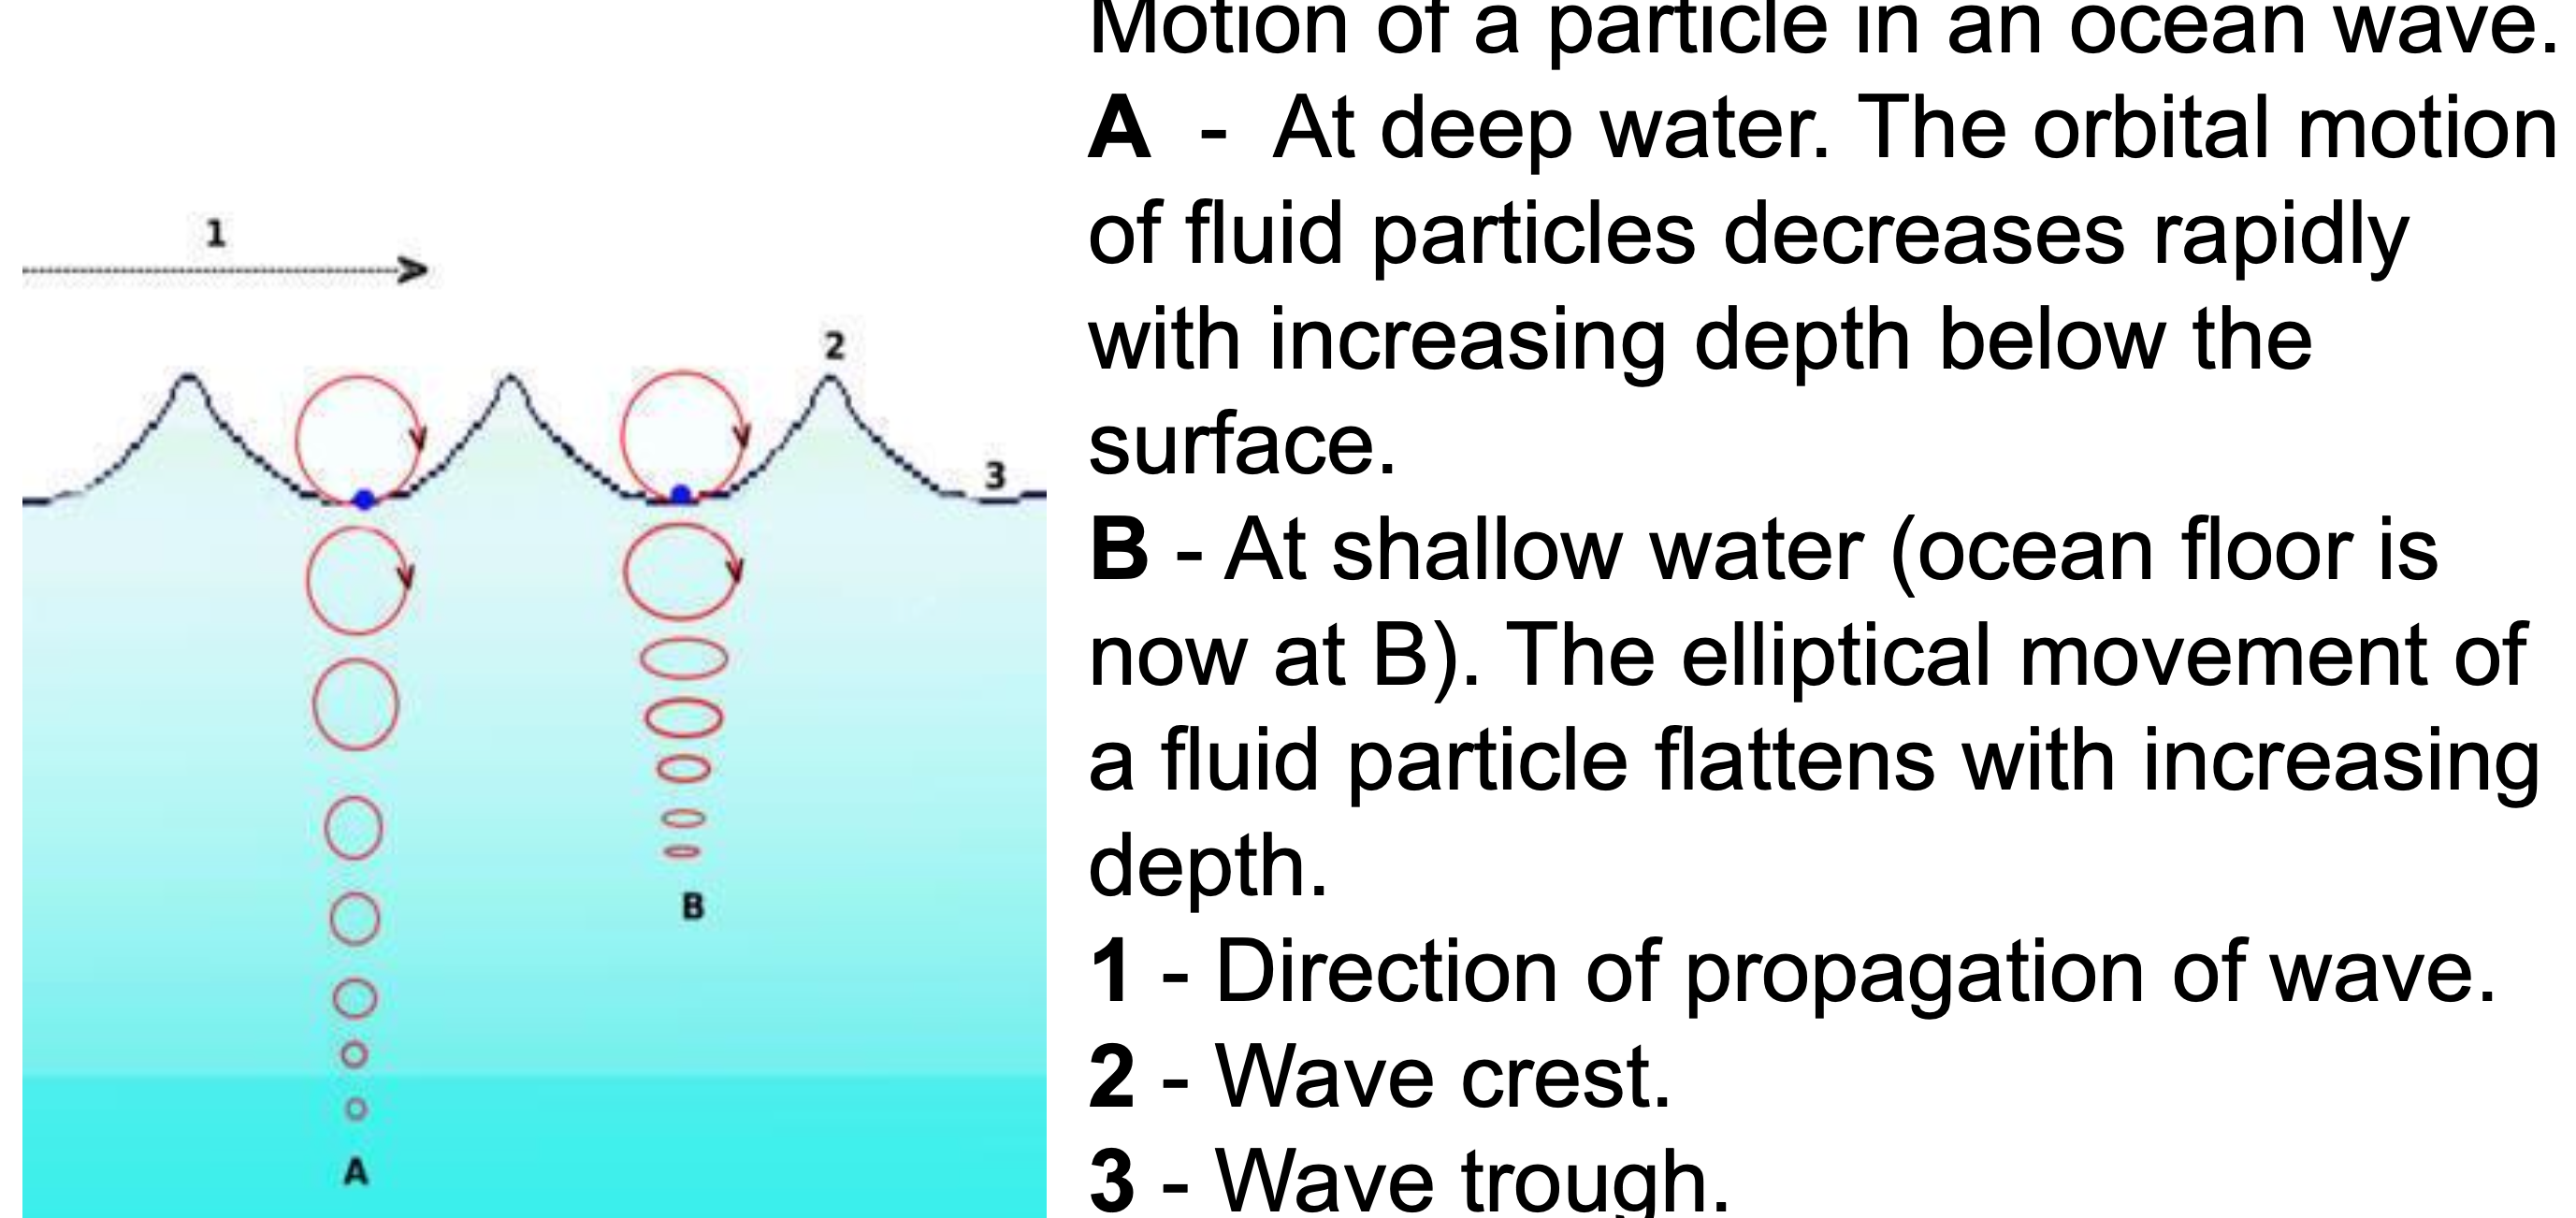 1
2
3
B
A
Motion of a particle in an ocean wave.
A - At deep water. The orbital motion
of fluid particles decreases rapidly
with increasing depth below the
surface.
B - At shallow water (ocean floor is
now at B). The elliptical movement of
a fluid particle flattens with increasing
depth.
1 - Direction of propagation of wave.
2 - Wave crest.
3 - Wave trough.